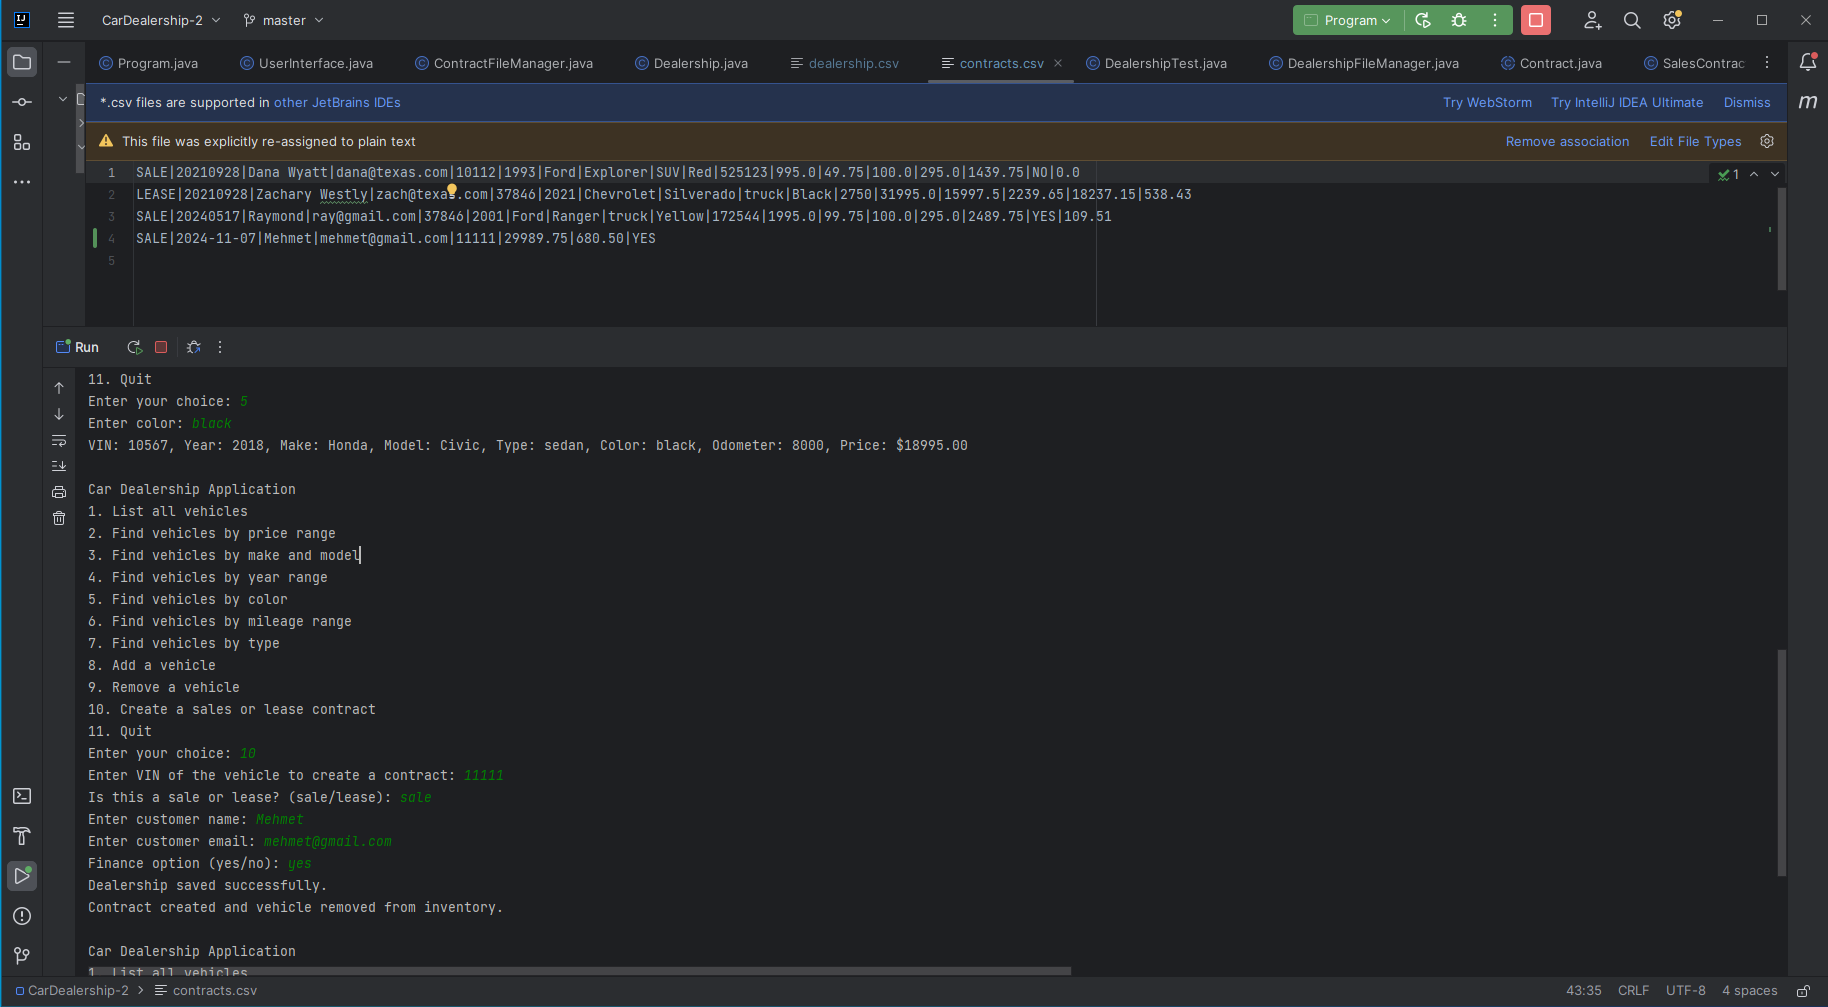 CarDealership-2 master Program
Program.java UserInterface.java ContractFileManager.java Dealership.java dealership.csv contracts.csv DealershipTest.java DealershipFileManager.java Contract.java SalesContrac
*.csv files are supported in other JetBrains IDEs Try WebStorm Try IntelliJ IDEA Ultimate Dismiss
This file was explicitly re-assigned to plain text Remove association Edit File Types
1 SALE|20210928|Dana Wyatt|dana@texas.com|10112|1993|Ford|Explorer|SUV|Red|525123|995.0|49.75|100.0|295.0|1439.75|NO|0.0 1
2 LEASE|20210928|Zachary Westly|zach@texas.com|37846|2021|Chevrolet|Silverado|truck|Black|2750|31995.0|15997.5|2239.65|18237.15|538.43
3 SALE|20240517|Raymond|ray@gmail.com|37846|2001|Ford|Ranger|truck|Yellow|172544|1995.0|99.75|100.0|295.0|2489.75|YES|109.51
4 SALE|2024-11-07|Mehmet|mehmet@gmail.com|11111|29989.75|680.50|YES
5
Run
11. Quit
Enter your choice: 5
Enter color: black
VIN: 10567, Year: 2018, Make: Honda, Model: Civic, Type: sedan, Color: black, Odometer: 8000, Price: $18995.00
Car Dealership Application
1. List all vehicles
2. Find vehicles by price range
3. Find vehicles by make and model
4. Find vehicles by year range
5. Find vehicles by color
6. Find vehicles by mileage range
7. Find vehicles by type
8. Add a vehicle
9. Remove a vehicle
10. Create a sales or lease contract
11. Quit
Enter your choice: 10
Enter VIN of the vehicle to create a contract: 11111
Is this a sale or lease? (sale/lease): sale
Enter customer name: Mehmet
Enter customer email: mehmet@gmail.com
Finance option (yes/no): yes
Dealership saved successfully.
Contract created and vehicle removed from inventory.
Car Dealership Application
1. List all vehicles
CarDealership-2 > contracts.csv 43:35 CRLF UTF-8 4 spaces